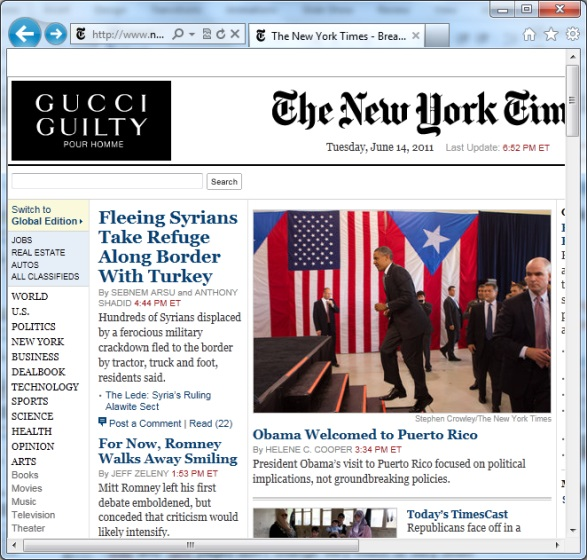 http://www.n...
The New York Times - Brea...
GUCCI
GUILTY
POUR HOMME
The New York Tim
Tuesday, June 14, 2011 Last Update: 6:52 PM ET
Search
Switch to
Global Edition
JOBS
REAL ESTATE
AUTOS
ALL CLASSIFIEDS
WORLD
U.S.
POLITICS
NEW YORK
BUSINESS
DEALBOOK
TECHNOLOGY
SPORTS
SCIENCE
HEALTH
OPINION
ARTS
Books
Movies
Music
Television
Theater
Fleeing Syrians
Take Refuge
Along Border
With Turkey
By SEBNEM ARSU and ANTHONY
SHADID 4:44 PM ET
Hundreds of Syrians displaced
by a ferocious military
crackdown fled to the border
by tractor, truck and foot,
residents said.
• The Lede: Syria's Ruling
Alawite Sect
Post a Comment | Read (22)
For Now, Romney
Walks Away Smiling
By JEFF ZELENY 1:53 PM ET
Mitt Romney left his first
debate emboldened, but
conceded that criticism would
likely intensify.
Stephen Crowley/The New York Times
Obama Welcomed to Puerto Rico
By HELENE C. COOPER 3:34 PM ET
President Obama's visit to Puerto Rico focused on political
implications, not groundbreaking policies.
Today's TimesCast
Republicans face off in a